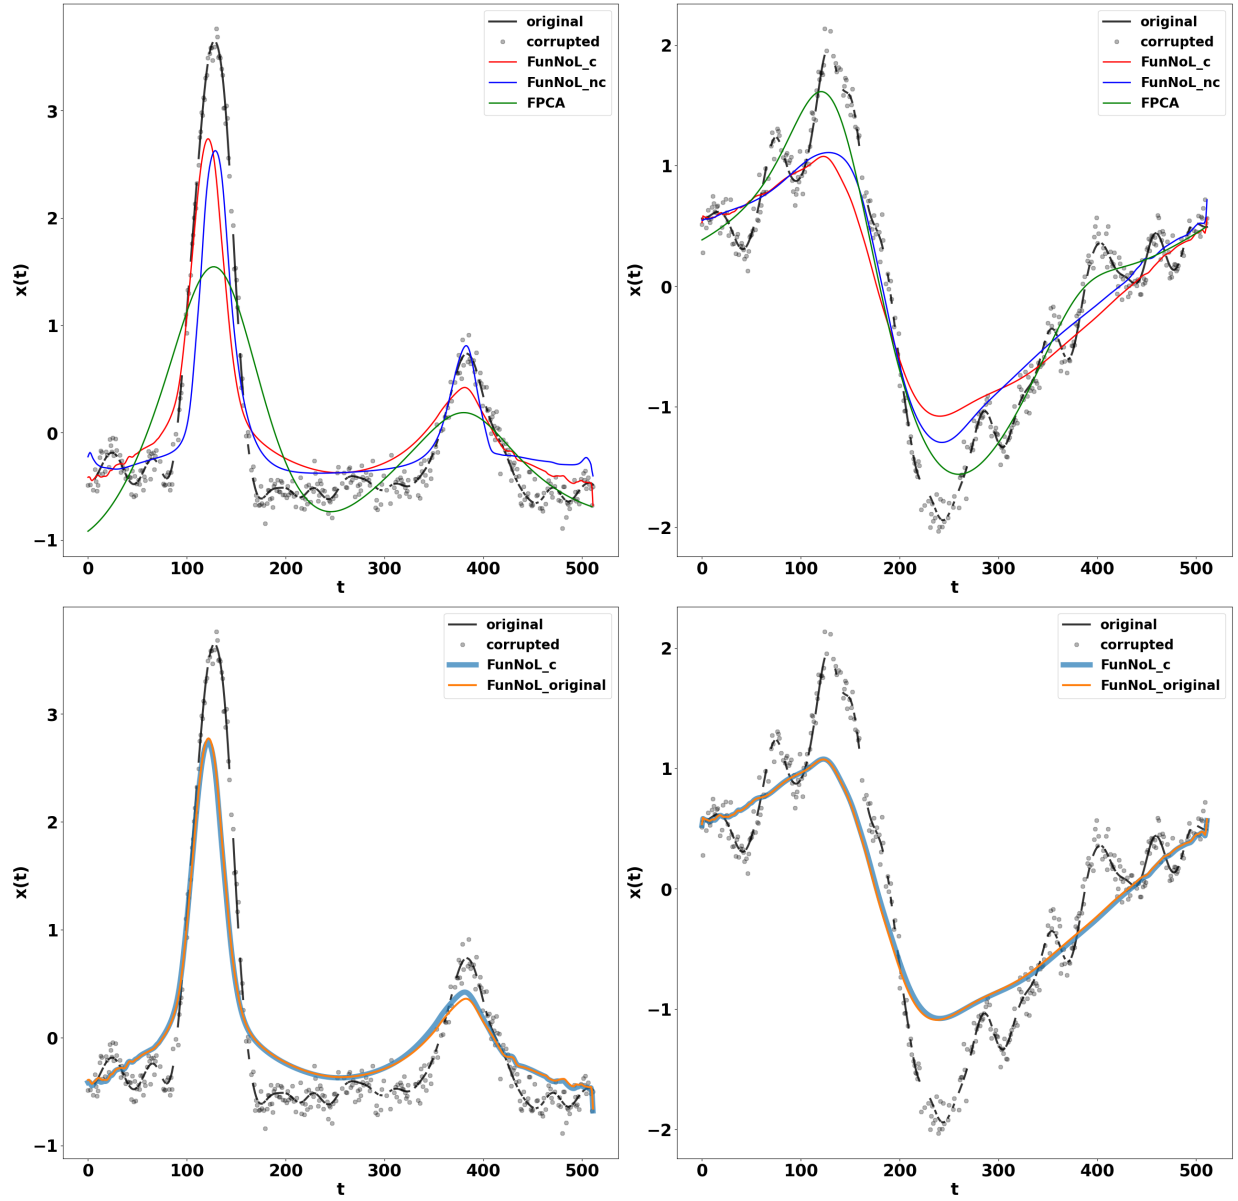 original
corrupted
FunNoL_c
FunNoL_nc
FPCA
3
2
1
0
−1
x(t)
0
100
200
300
400
500
t
original
corrupted
FunNoL_c
FunNoL_nc
FPCA
2
1
0
−1
−2
x(t)
0
100
200
300
400
500
t
original
corrupted
FunNoL_c
FunNoL_original
3
2
1
0
−1
x(t)
0
100
200
300
400
500
t
original
corrupted
FunNoL_c
FunNoL_original
2
1
0
−1
−2
x(t)
0
100
200
300
400
500
t